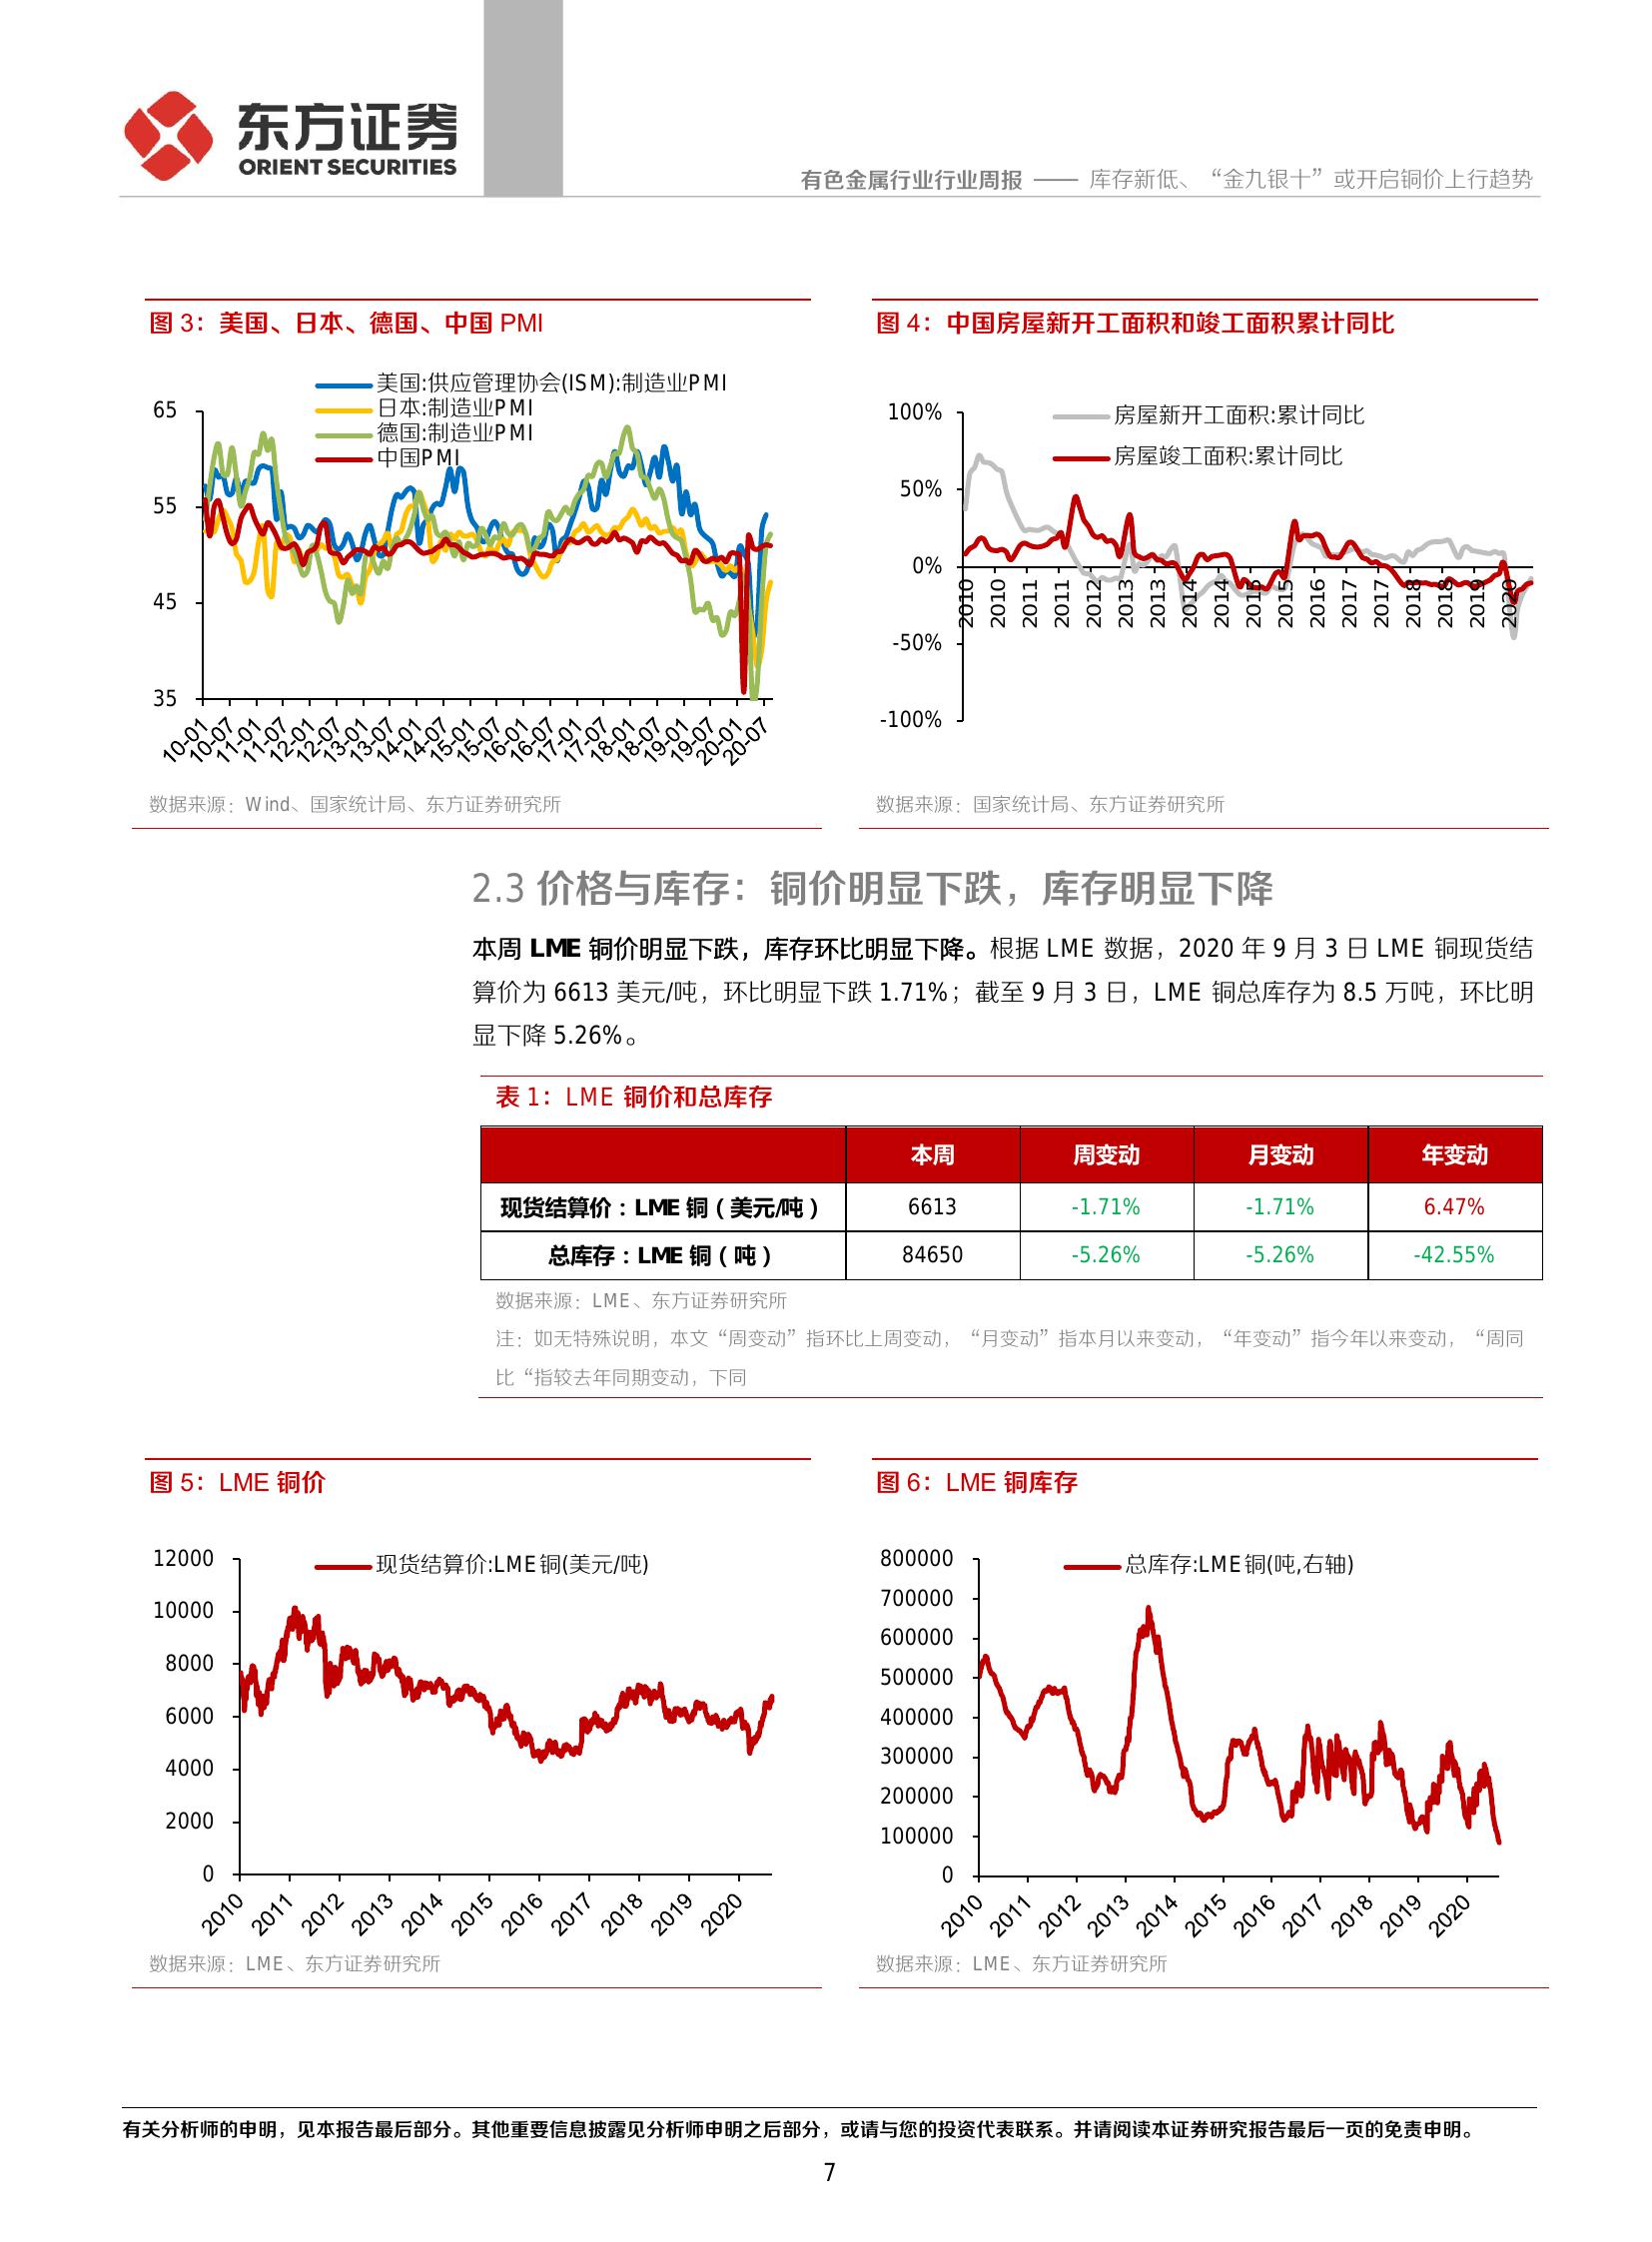 东方证券
ORIENT SECURITIES
有色金属行业行业周报 —— 库存新低、“金九银十”或开启铜价上行趋势
图 3：美国、日本、德国、中国 PMI
美国:供应管理协会(ISM):制造业PMI
日本:制造业PMI
德国:制造业PMI
中国PMI
65
55
45
35
10-01 10-07 11-01 11-07 12-01 12-07 13-01 13-07 14-01 14-07 15-01 15-07 16-01 16-07 17-01 17-07 18-01 18-07 19-01 19-07 20-01 20-07
数据来源：Wind、国家统计局、东方证券研究所
图 4：中国房屋新开工面积和竣工面积累计同比
房屋新开工面积:累计同比
房屋竣工面积:累计同比
100%
50%
0%
-50%
-100%
2010 2010 2011 2011 2012 2013 2013 2014 2014 2015 2015 2016 2017 2017 2018 2019 2019 2020
数据来源：国家统计局、东方证券研究所
2.3 价格与库存：铜价明显下跌，库存明显下降
本周 LME 铜价明显下跌，库存环比明显下降。根据 LME 数据，2020 年 9 月 3 日 LME 铜现货结
算价为 6613 美元/吨，环比明显下跌 1.71%；截至 9 月 3 日，LME 铜总库存为 8.5 万吨，环比明
显下降 5.26%。
表 1：LME 铜价和总库存
本周 周变动 月变动 年变动
现货结算价：LME 铜（美元/吨） 6613 -1.71% -1.71% 6.47%
总库存：LME 铜（吨） 84650 -5.26% -5.26% -42.55%
数据来源：LME、东方证券研究所
注：如无特殊说明，本文“周变动”指环比上周变动，“月变动”指本月以来变动，“年变动”指今年以来变动，“周同
比“指较去年同期变动，下同
图 5：LME 铜价
现货结算价:LME铜(美元/吨)
12000
10000
8000
6000
4000
2000
0
2010 2011 2012 2013 2014 2015 2016 2017 2018 2019 2020
数据来源：LME、东方证券研究所
图 6：LME 铜库存
总库存:LME铜(吨,右轴)
800000
700000
600000
500000
400000
300000
200000
100000
0
2010 2011 2012 2013 2014 2015 2016 2017 2018 2019 2020
数据来源：LME、东方证券研究所
有关分析师的申明，见本报告最后部分。其他重要信息披露见分析师申明之后部分，或请与您的投资代表联系。并请阅读本证券研究报告最后一页的免责申明。
7